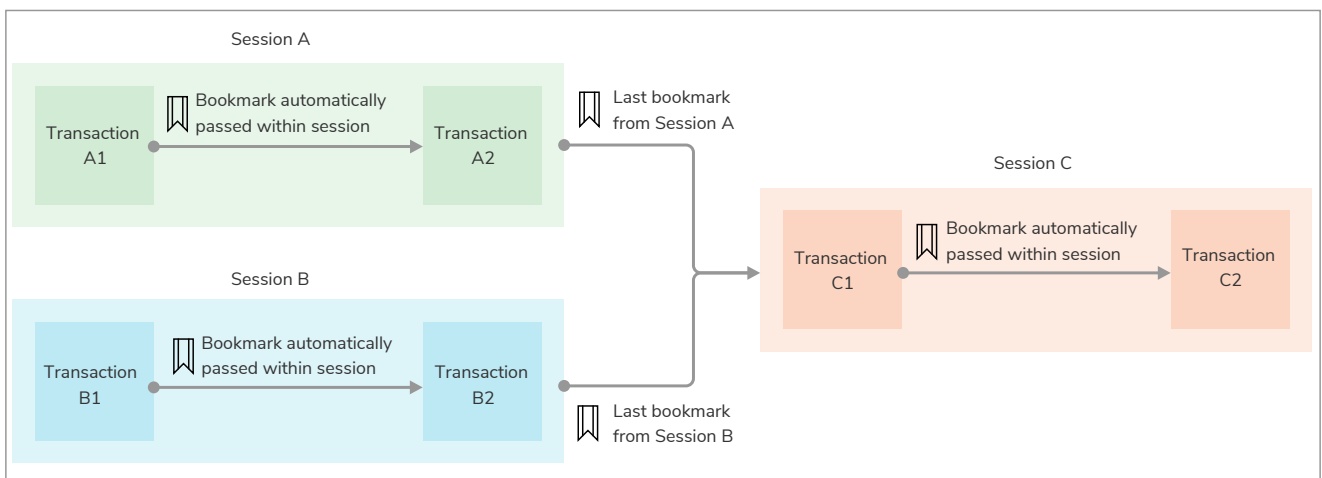 Session A
Transaction
A1
Bookmark automatically
passed within session
Transaction
A2
Last bookmark
from Session A
Session B
Transaction
B1
Bookmark automatically
passed within session
Transaction
B2
Last bookmark
from Session B
Session C
Transaction
C1
Bookmark automatically
passed within session
Transaction
C2